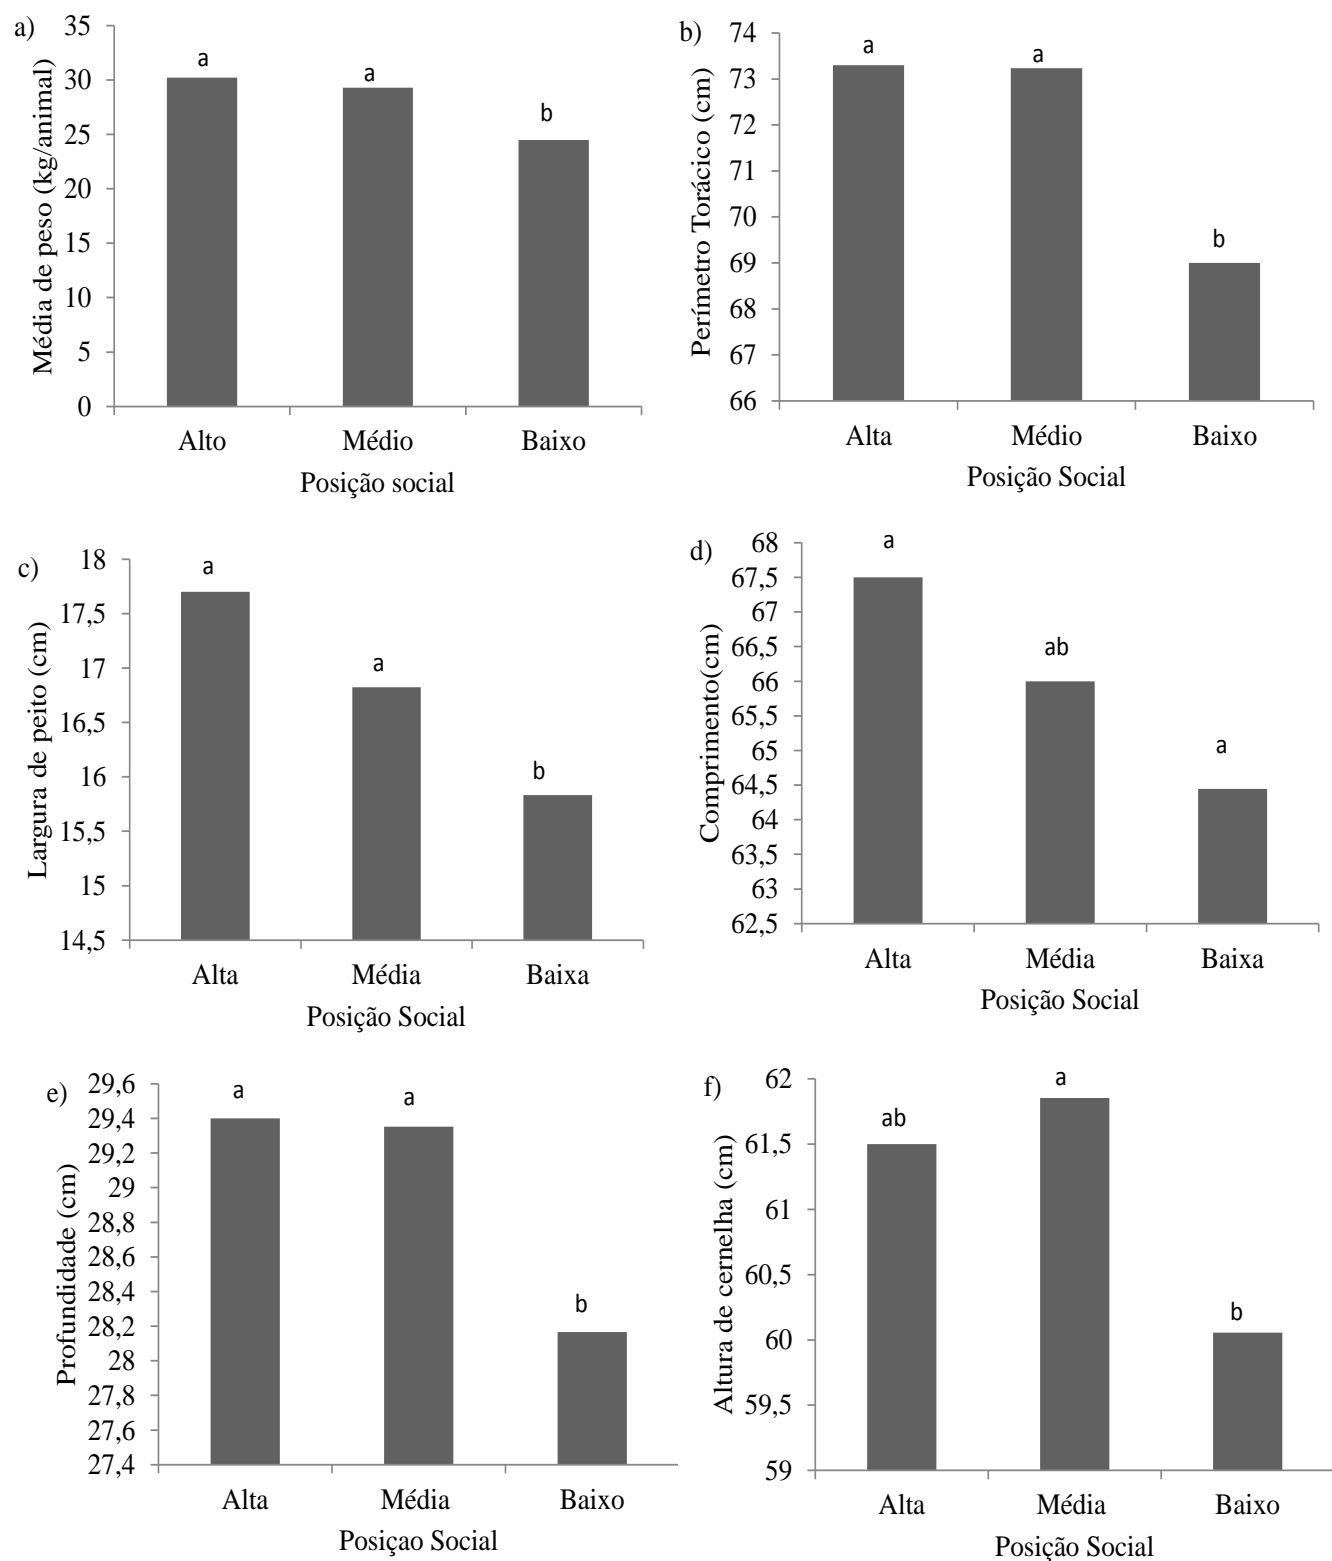 a)
Média de peso (kg/animal)
35
30
25
20
15
10
5
0
a
a
b
Alto Médio Baixo
Posição social
b)
Perímetro Torácico (cm)
74
73
72
71
70
69
68
67
66
a
a
b
Alta Médio Baixo
Posição Social
c)
Largura de peito (cm)
18
17,5
17
16,5
16
15,5
15
14,5
a
a
b
Alta Média Baixa
Posição Social
d)
Comprimento(cm)
68
67,5
67
66,5
66
65,5
65
64,5
64
63,5
63
62,5
a
ab
a
Alta Média Baixa
Posição Social
e)
Profundidade (cm)
29,6
29,4
29,2
29
28,8
28,6
28,4
28,2
28
27,8
27,6
27,4
a
a
b
Alta Média Baixo
Posiçao Social
f)
Altura de cernelha (cm)
62
61,5
61
60,5
60
59,5
59
ab
a
b
Alta Média Baixa
Posição Social